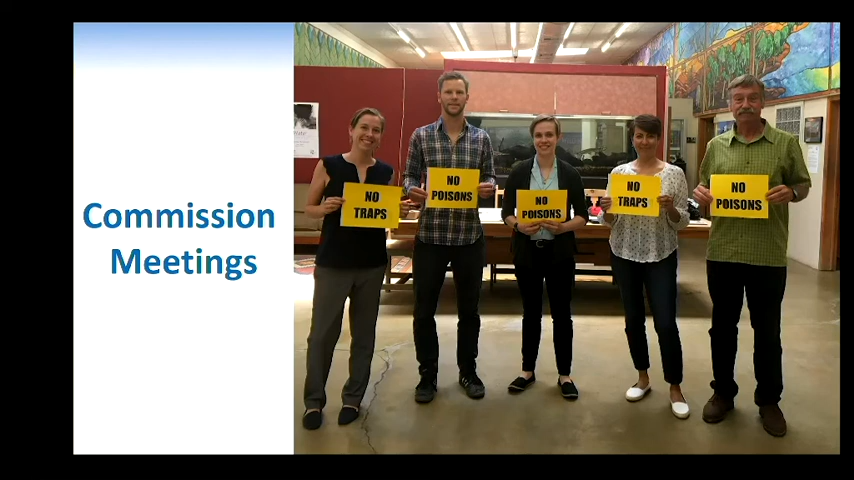 Commission
Meetings
NO
TRAPS
NO
POISONS
NO
POISONS
NO
TRAPS
NO
POISONS